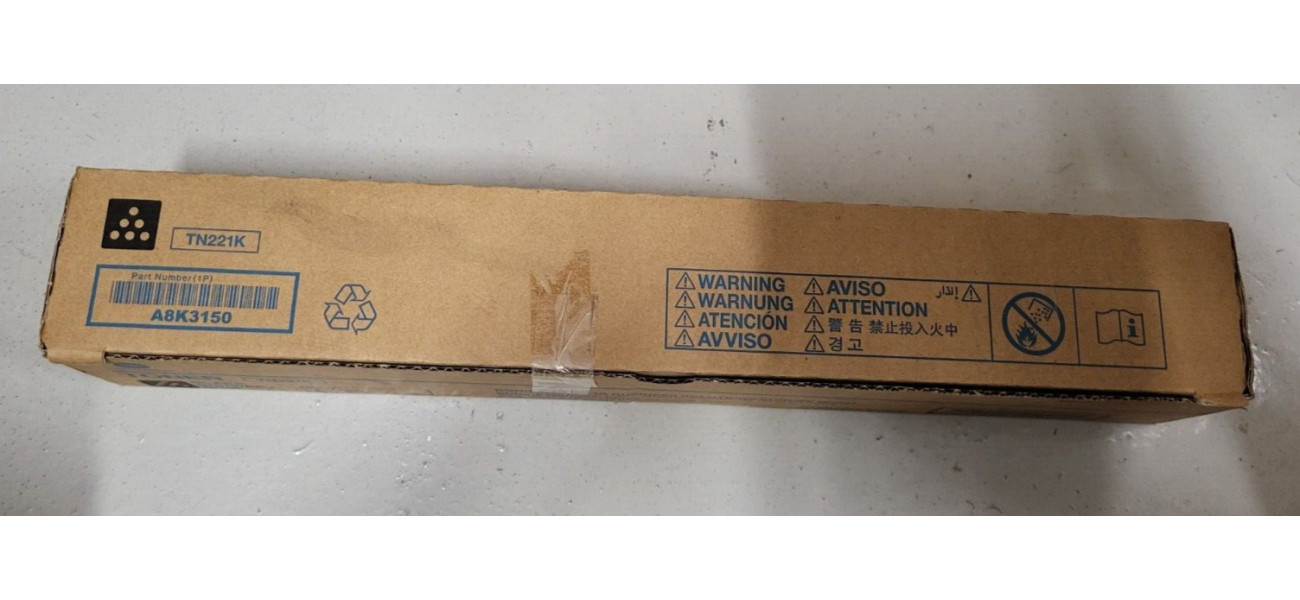 TN221K
Part Number(1P)
A8K3150
WARNING
WARNUNG
ATENCIÓN
AVVISO
AVISO
ATTENTION
警告 禁止投入火中
경고
إنذار